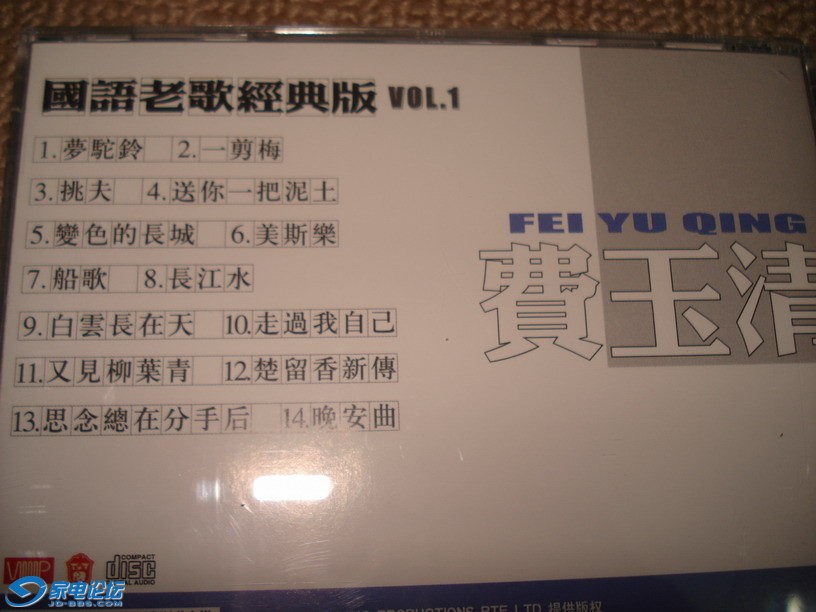 國語老歌經典版 VOL.1
1.夢駝鈴 2.一剪梅
3.挑夫 4.送你一把泥土
5.變色的長城 6.美斯樂
7.船歌 8.長江水
9.白雲長在天 10.走過我自己
11.又見柳葉青 12.楚留香新傳
13.思念總在分手后 14.晚安曲
FEI YU QING
費玉清
COMPACT
disc
AL AUDIO
家电论坛
JD-BBS.COM
PRODUCTIONS PTE LTD 提供版权